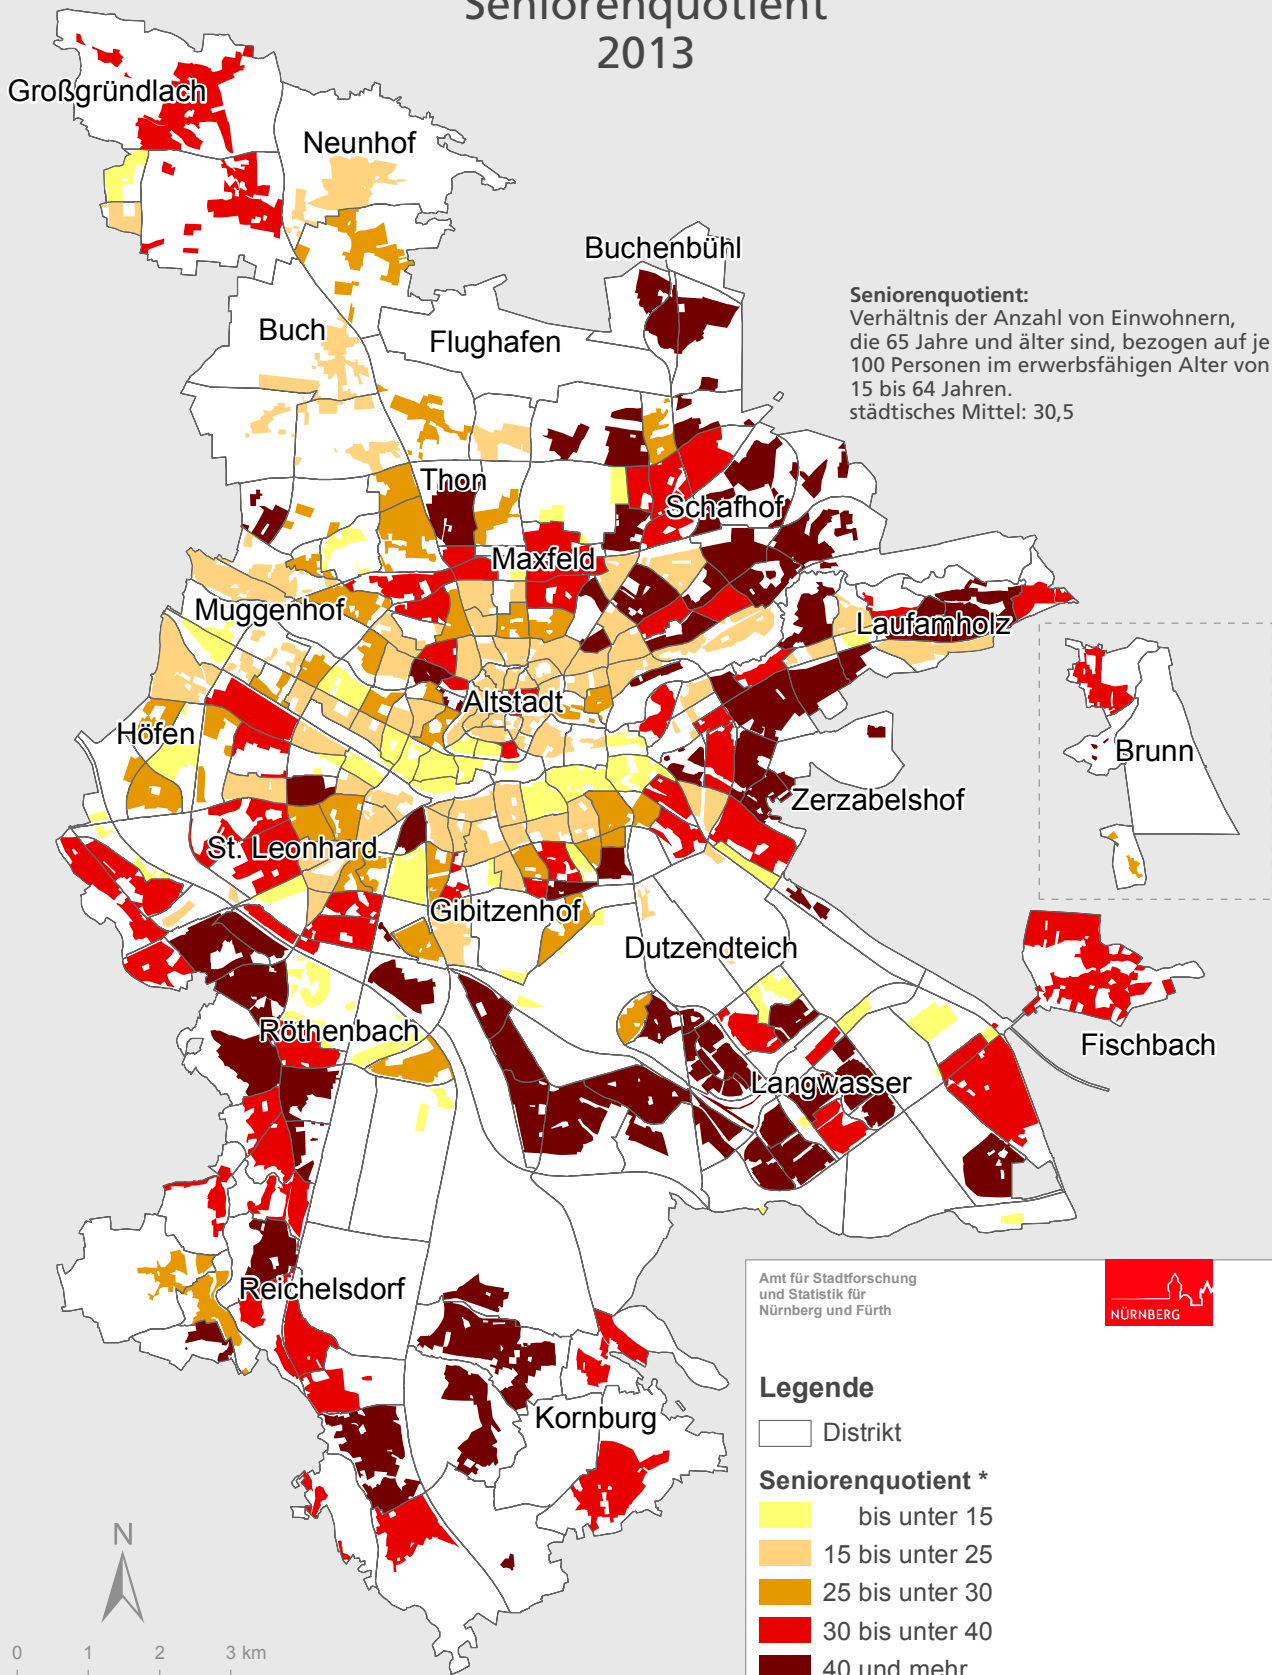 Seniorenquotient
2013
Großgründlach
Neunhof
Buchenbühl
Seniorenquotient:
Verhältnis der Anzahl von Einwohnern,
die 65 Jahre und älter sind, bezogen auf je
100 Personen im erwerbsfähigen Alter von
15 bis 64 Jahren.
städtisches Mittel: 30,5
Buch
Flughafen
Thon
Schafhof
Maxfeld
Muggenhof
Laufamholz
Altstadt
Höfen
Brunn
Zerzabelshof
St. Leonhard
Gibitzenhof
Dutzendteich
Röthenbach
Fischbach
Langwasser
Reichelsdorf
Kornburg
Amt für Stadtforschung
und Statistik für
Nürnberg und Fürth
NÜRNBERG
Legende
Distrikt
Seniorenquotient *
bis unter 15
15 bis unter 25
25 bis unter 30
30 bis unter 40
40 und mehr
N
0 1 2 3 km